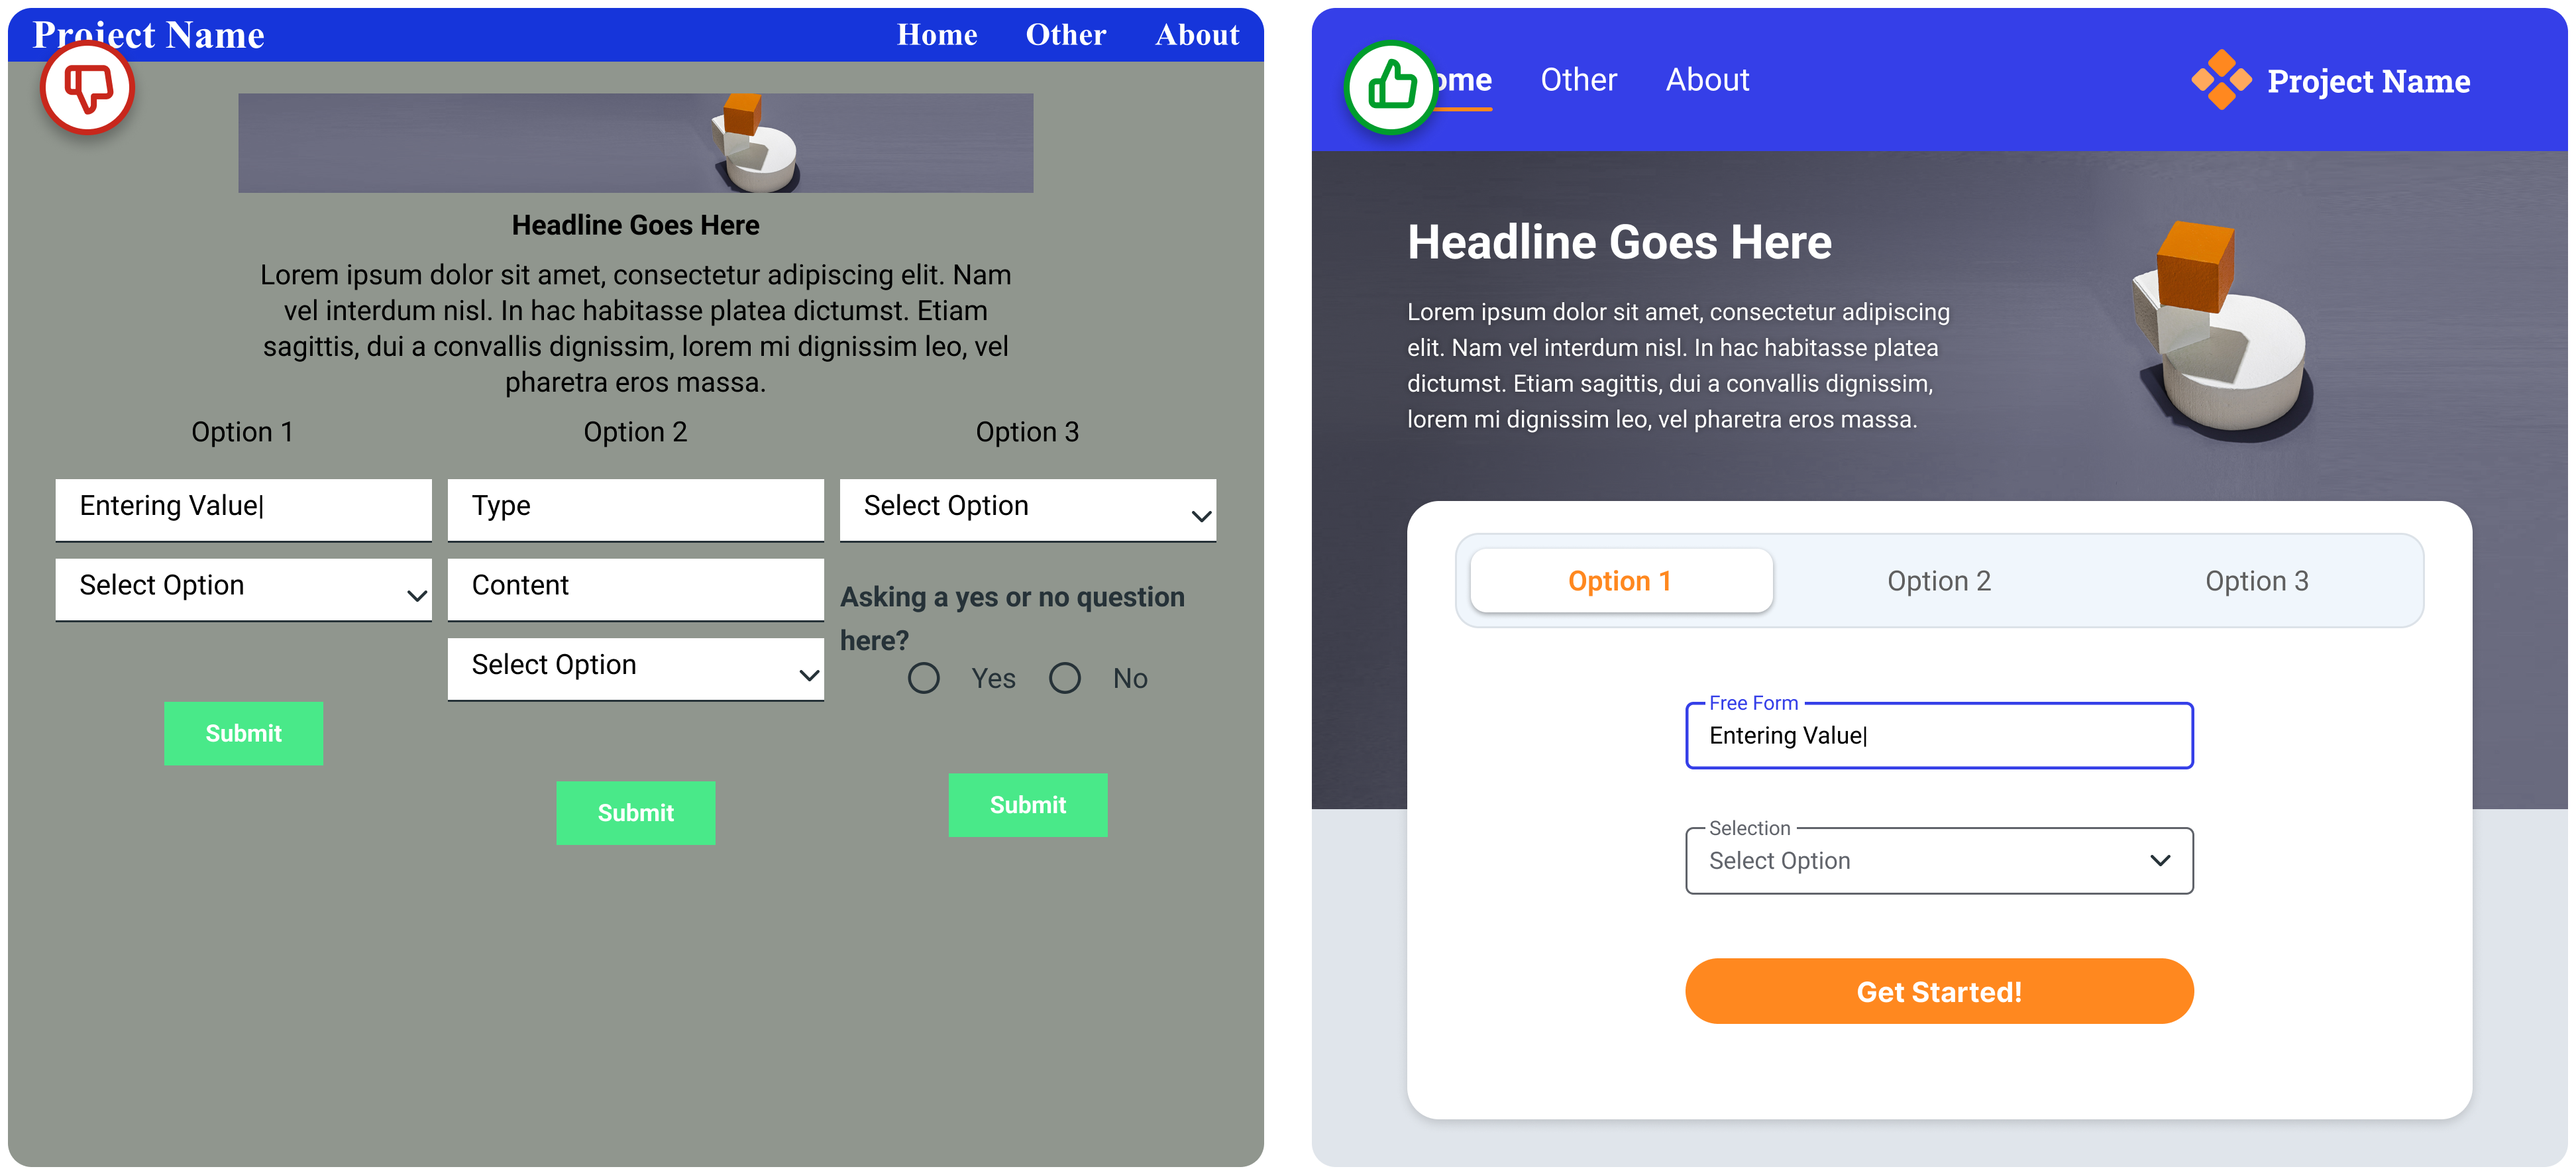 Project Name
Home Other About
Headline Goes Here
Lorem ipsum dolor sit amet, consectetur adipiscing elit. Nam
vel interdum nisl. In hac habitasse platea dictumst. Etiam
sagittis, dui a convallis dignissim, lorem mi dignissim leo, vel
pharetra eros massa.
Option 1
Entering Value|
Select Option
Submit
Option 2
Type
Content
Select Option
Submit
Option 3
Select Option
Asking a yes or no question
here?
Yes No
Submit
ome Other About
Project Name
Headline Goes Here
Lorem ipsum dolor sit amet, consectetur adipiscing
elit. Nam vel interdum nisl. In hac habitasse platea
dictumst. Etiam sagittis, dui a convallis dignissim,
lorem mi dignissim leo, vel pharetra eros massa.
Option 1 Option 2 Option 3
Free Form
Entering Value|
Selection
Select Option
Get Started!